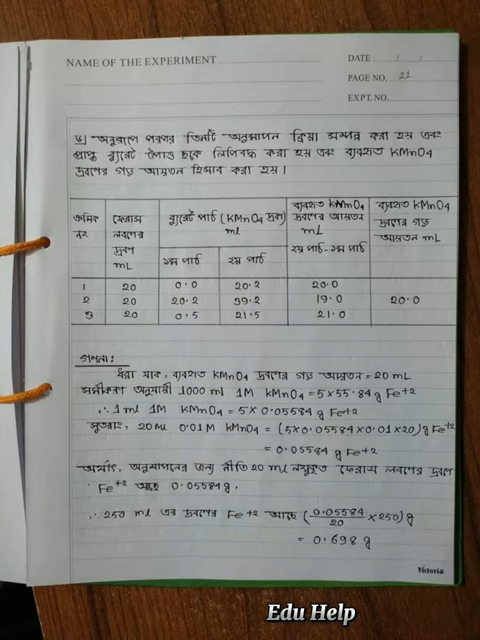 NAME OF THE EXPERIMENT
DATE / /
PAGE NO. 21
EXPT. NO.
৬) অনুরূপে পরপর তিনটি অনুমাপন ক্রিয়া সম্পন্ন করা হয় এবং
প্রাপ্ত ব্যুরেট উপাত্ত ছকে লিপিবদ্ধ করা হয় এবং ব্যবহৃত KMnO4
দ্রবণের গড় আয়তন হিসাব করা হয়।
ক্রমিক নং ফেরাস লবণের দ্রবণ mL ব্যুরেট পাঠ (KMnO4 দ্রবণ) ml ব্যবহৃত KMnO4 দ্রবণের আয়তন mL ২য় পাঠ-১ম পাঠ ব্যবহৃত KMnO4 দ্রবণের গড় আয়তন mL
১ম পাঠ ২য় পাঠ
1 20 0.0 20.2 20.0
2 20 20.2 39.2 19.0 20.0
3 20 0.5 21.5 21.0
গণনা:
ধরা যাক, ব্যবহৃত KMnO4 দ্রবণের গড় আয়তন = 20 mL
সমীকরণ অনুযায়ী 1000 ml 1M KMnO4 = 5×55.84 g Fe+2
∴ 1 ml 1M KMnO4 = 5 × 0.05584 g Fe+2
সুতরাং, 20 ML 0.01 M KMnO4 = (5×0.05584×0.01×20) g Fe+2
= 0.05584 g Fe+2
অর্থাৎ, অনুমাপনের জন্য নীত 20 ml লঘুকৃত ফেরাস লবণের দ্রবণে
Fe+2 আছে 0.05584 g.
∴ 250 ml এর দ্রবণের Fe+2 আছে (0.05584/20 × 250) g
= 0.698 g
Victoria
Edu Help